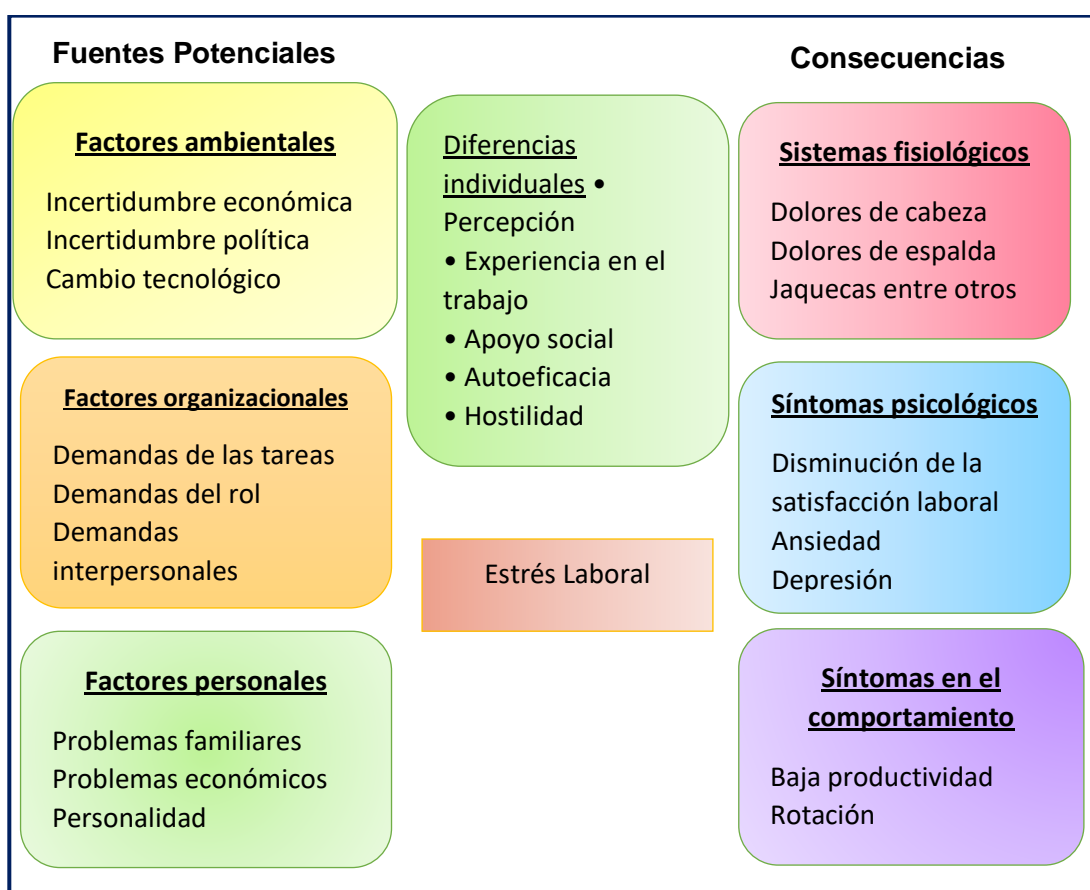 Fuentes Potenciales
Factores ambientales
Incertidumbre económica
Incertidumbre política
Cambio tecnológico
Factores organizacionales
Demandas de las tareas
Demandas del rol
Demandas
interpersonales
Factores personales
Problemas familiares
Problemas económicos
Personalidad
Diferencias
individuales •
Percepción
• Experiencia en el
trabajo
• Apoyo social
• Autoeficacia
• Hostilidad
Estrés Laboral
Consecuencias
Sistemas fisiológicos
Dolores de cabeza
Dolores de espalda
Jaquecas entre otros
Síntomas psicológicos
Disminución de la
satisfacción laboral
Ansiedad
Depresión
Síntomas en el
comportamiento
Baja productividad
Rotación